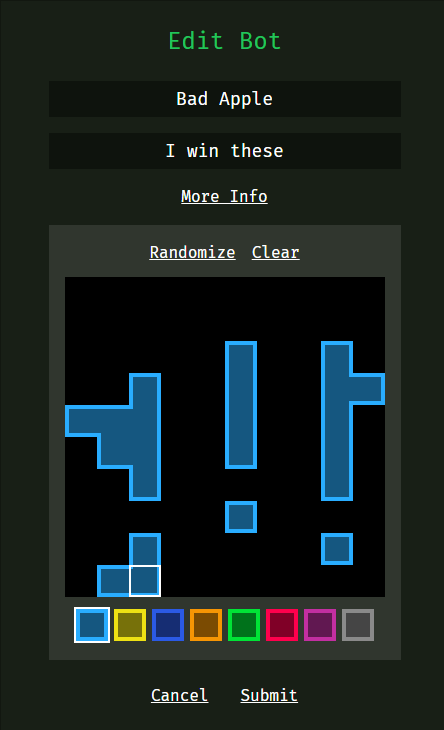 Edit Bot
Bad Apple
I win these
More Info
Randomize Clear
Cancel Submit